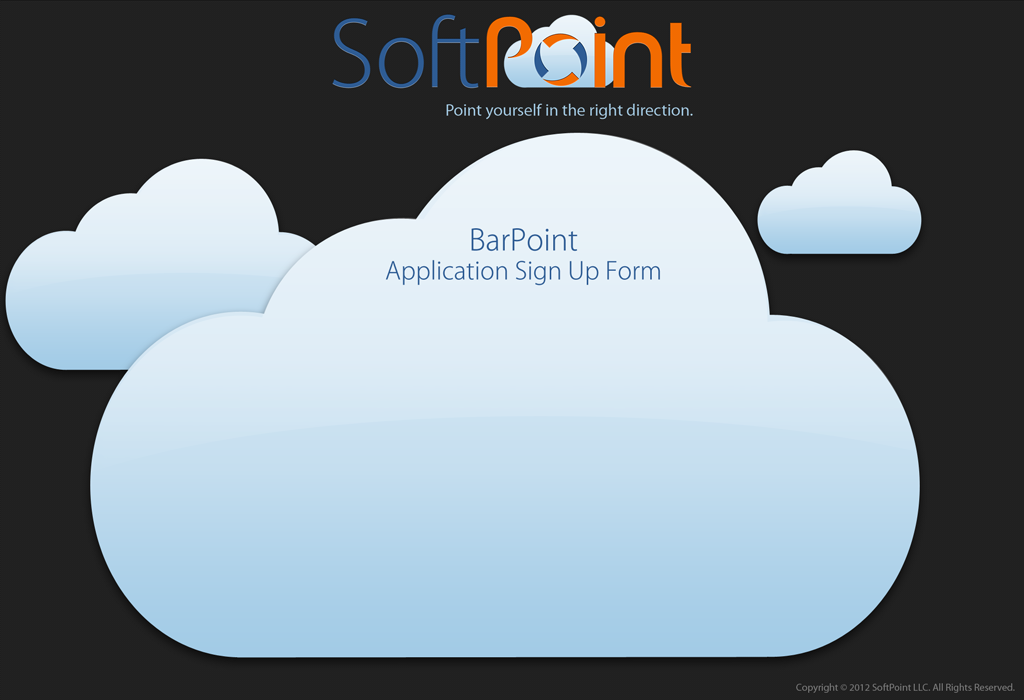 SoftPoint
Point yourself in the right direction.
BarPoint
Application Sign Up Form
Copyright © 2012 SoftPoint LLC. All Rights Reserved.